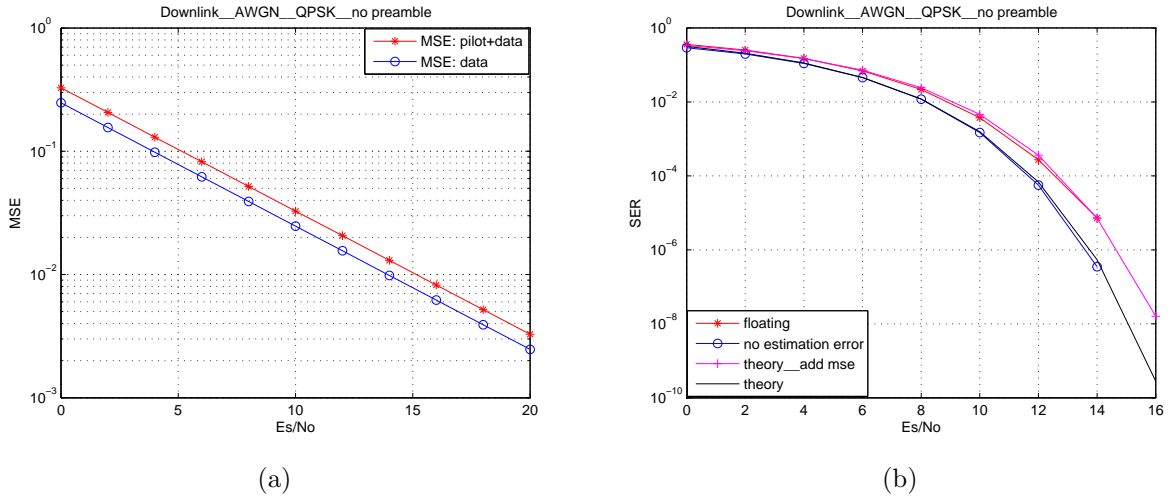 Downlink__AWGN__QPSK__no preamble
10^0
10^−1
10^−2
10^−3
MSE
0 5 10 15 20
Es/No
MSE: pilot+data
MSE: data
(a)
Downlink__AWGN__QPSK__no preamble
10^0
10^−2
10^−4
10^−6
10^−8
10^−10
SER
0 2 4 6 8 10 12 14 16
Es/No
floating
no estimation error
theory__add mse
theory
(b)